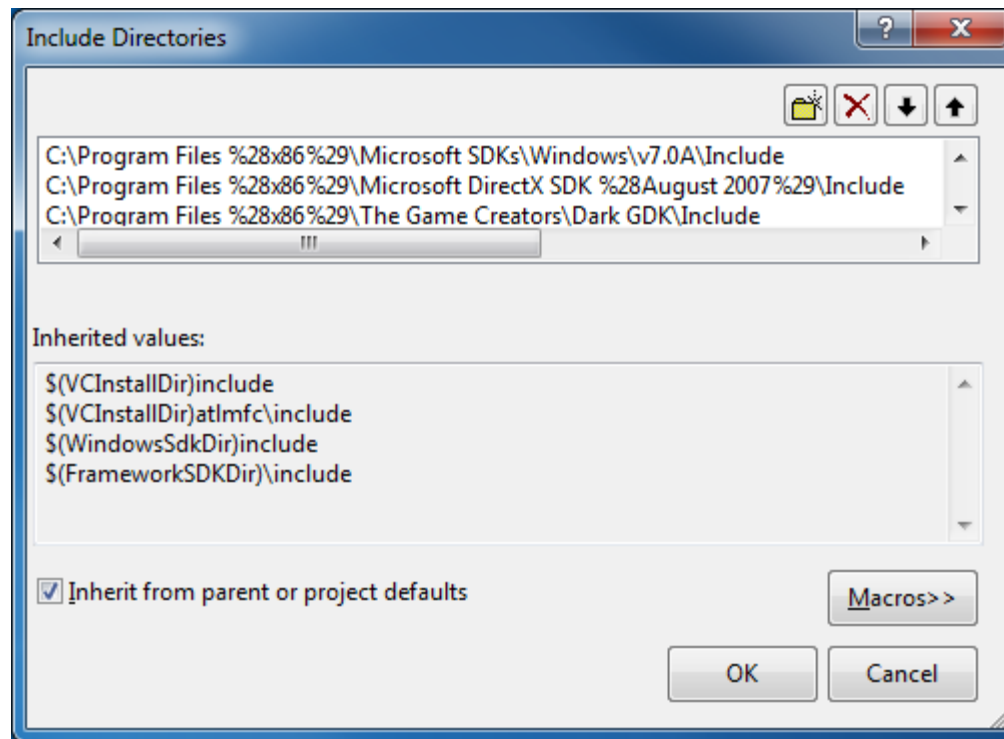 Include Directories
C:\Program Files %28x86%29\Microsoft SDKs\Windows\v7.0A\Include
C:\Program Files %28x86%29\Microsoft DirectX SDK %28August 2007%29\Include
C:\Program Files %28x86%29\The Game Creators\Dark GDK\Include
Inherited values:
$(VCInstallDir)include
$(VCInstallDir)atlmfc\include
$(WindowsSdkDir)include
$(FrameworkSDKDir)\include
Inherit from parent or project defaults
Macros>>
OK
Cancel